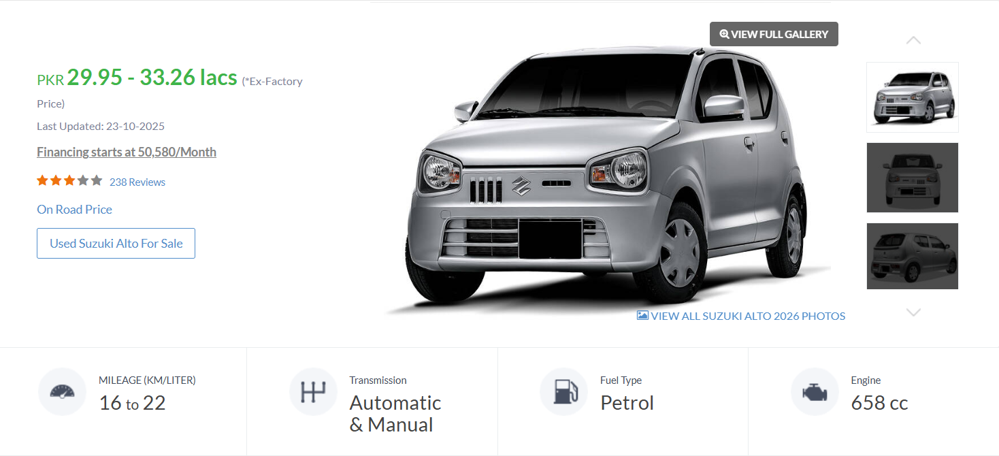 VIEW FULL GALLERY
PKR 29.95 - 33.26 lacs (*Ex-Factory
Price)
Last Updated: 23-10-2025
Financing starts at 50,580/Month
238 Reviews
On Road Price
Used Suzuki Alto For Sale
VIEW ALL SUZUKI ALTO 2026 PHOTOS
MILEAGE (KM/LITER)
16 to 22
Transmission
Automatic
& Manual
Fuel Type
Petrol
Engine
658 cc